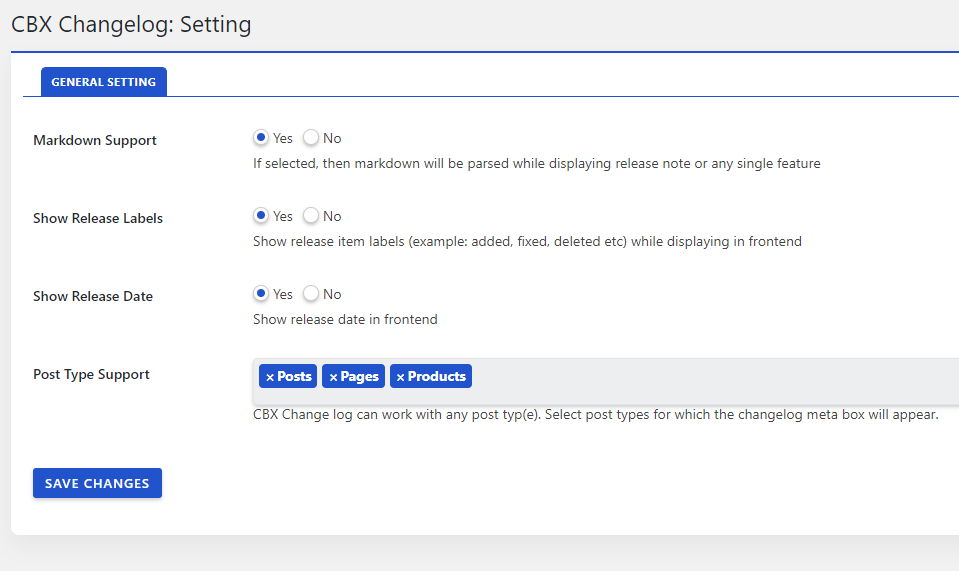 CBX Changelog: Setting
GENERAL SETTING
Markdown Support
Yes No
If selected, then markdown will be parsed while displaying release note or any single feature
Show Release Labels
Yes No
Show release item labels (example: added, fixed, deleted etc) while displaying in frontend
Show Release Date
Yes No
Show release date in frontend
Post Type Support
× Posts × Pages × Products
CBX Change log can work with any post typ(e). Select post types for which the changelog meta box will appear.
SAVE CHANGES